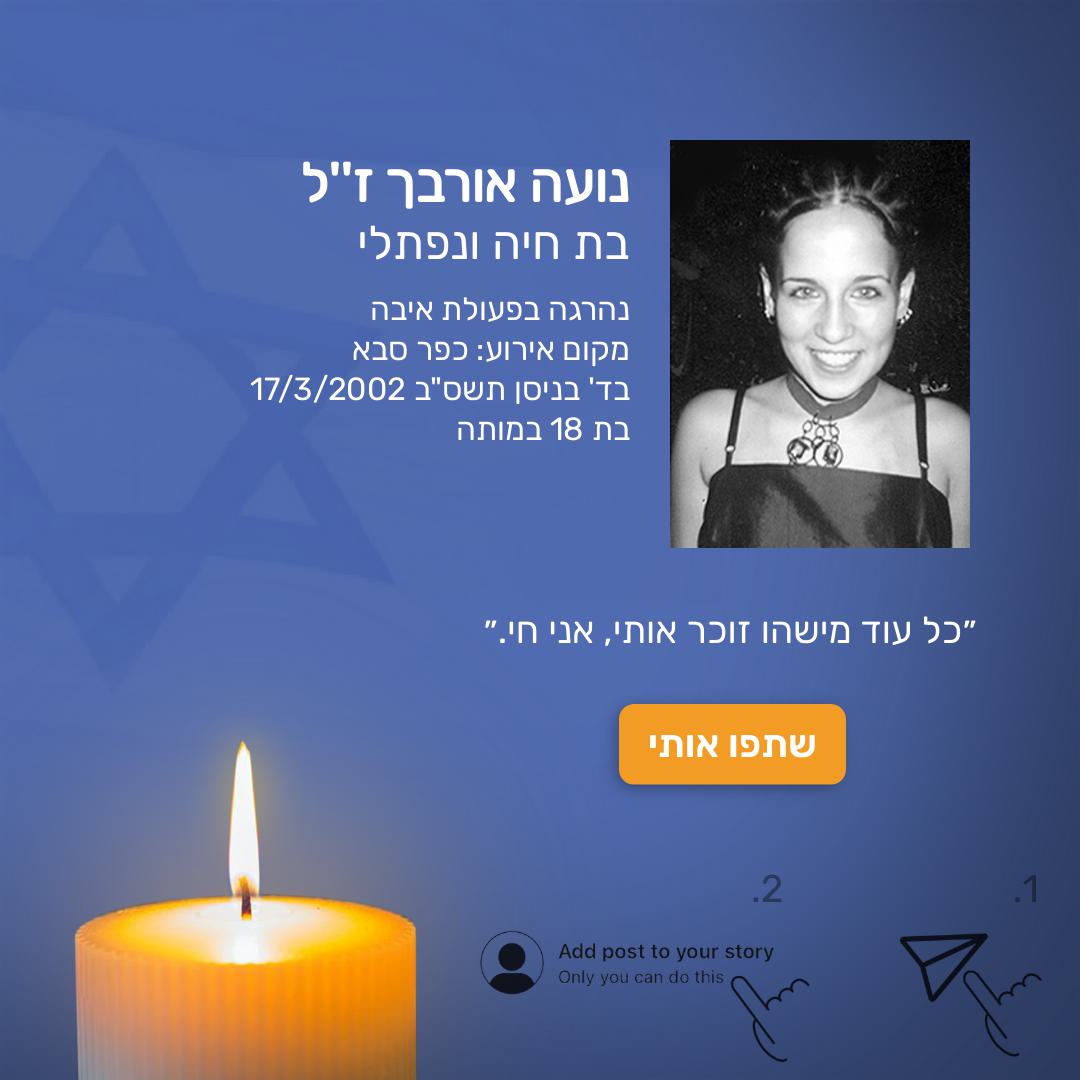 נועה אורבך ז''ל
בת חיה ונפתלי
נהרגה בפעולת איבה
מקום אירוע: כפר סבא
בד' בניסן תשס"ב 17/3/2002
בת 18 במותה
״כל עוד מישהו זוכר אותי, אני חי.״
שתפו אותי
1.
2.
Add post to your story
Only you can do this